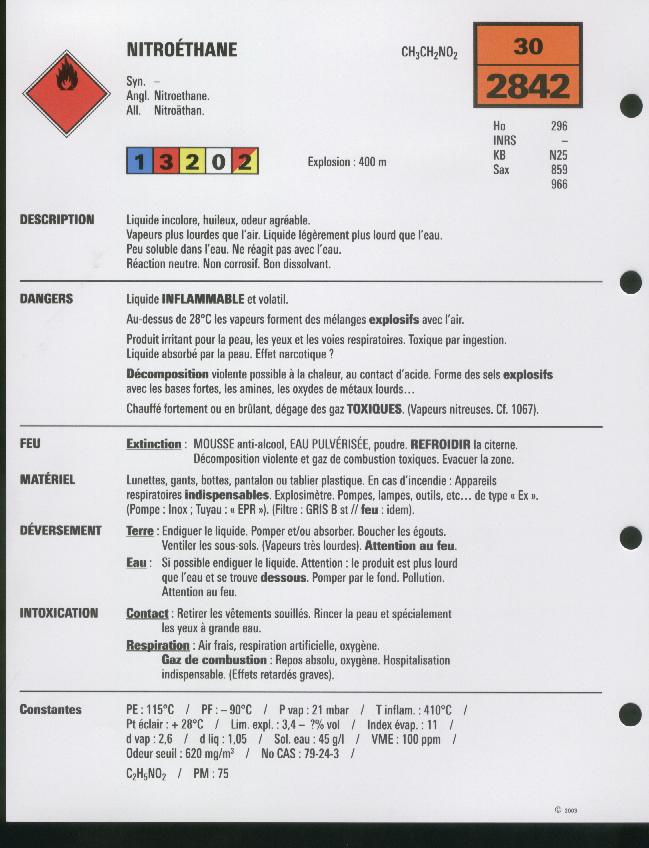 NITROÉTHANE
CH₃CH₂NO₂
30
2842
Syn. –
Angl. Nitroethane.
All. Nitroäthan.
Ho 296
INRS –
KB N25
Sax 859
966
1 3 2 0 2
Explosion : 400 m
DESCRIPTION
Liquide incolore, huileux, odeur agréable.
Vapeurs plus lourdes que l'air. Liquide légèrement plus lourd que l'eau.
Peu soluble dans l'eau. Ne réagit pas avec l'eau.
Réaction neutre. Non corrosif. Bon dissolvant.
DANGERS
Liquide INFLAMMABLE et volatil.
Au-dessus de 28°C les vapeurs forment des mélanges explosifs avec l'air.
Produit irritant pour la peau, les yeux et les voies respiratoires. Toxique par ingestion.
Liquide absorbé par la peau. Effet narcotique ?
Décomposition violente possible à la chaleur, au contact d'acide. Forme des sels explosifs
avec les bases fortes, les amines, les oxydes de métaux lourds…
Chauffé fortement ou en brûlant, dégage des gaz TOXIQUES. (Vapeurs nitreuses. Cf. 1067).
FEU
Extinction : MOUSSE anti-alcool, EAU PULVÉRISÉE, poudre. REFROIDIR la citerne.
Décomposition violente et gaz de combustion toxiques. Evacuer la zone.
MATÉRIEL
Lunettes, gants, bottes, pantalon ou tablier plastique. En cas d'incendie : Appareils
respiratoires indispensables. Explosimètre. Pompes, lampes, outils, etc… de type « Ex ».
(Pompe : Inox ; Tuyau : « EPR »). (Filtre : GRIS B st // feu : idem).
DÉVERSEMENT
Terre : Endiguer le liquide. Pomper et/ou absorber. Boucher les égouts.
Ventiler les sous-sols. (Vapeurs très lourdes). Attention au feu.
Eau : Si possible endiguer le liquide. Attention : le produit est plus lourd
que l'eau et se trouve dessous. Pomper par le fond. Pollution.
Attention au feu.
INTOXICATION
Contact : Retirer les vêtements souillés. Rincer la peau et spécialement
les yeux à grande eau.
Respiration : Air frais, respiration artificielle, oxygène.
Gaz de combustion : Repos absolu, oxygène. Hospitalisation
indispensable. (Effets retardés graves).
Constantes
PE : 115°C / PF : – 90°C / P vap : 21 mbar / T inflam. : 410°C /
Pt éclair : + 28°C / Lim. expl. : 3,4 – ?% vol / Index évap. : 11 /
d vap : 2,6 / d liq : 1,05 / Sol. eau : 45 g/l / VME : 100 ppm /
Odeur seuil : 620 mg/m³ / No CAS : 79-24-3 /
C₂H₅NO₂ / PM : 75
© 2003